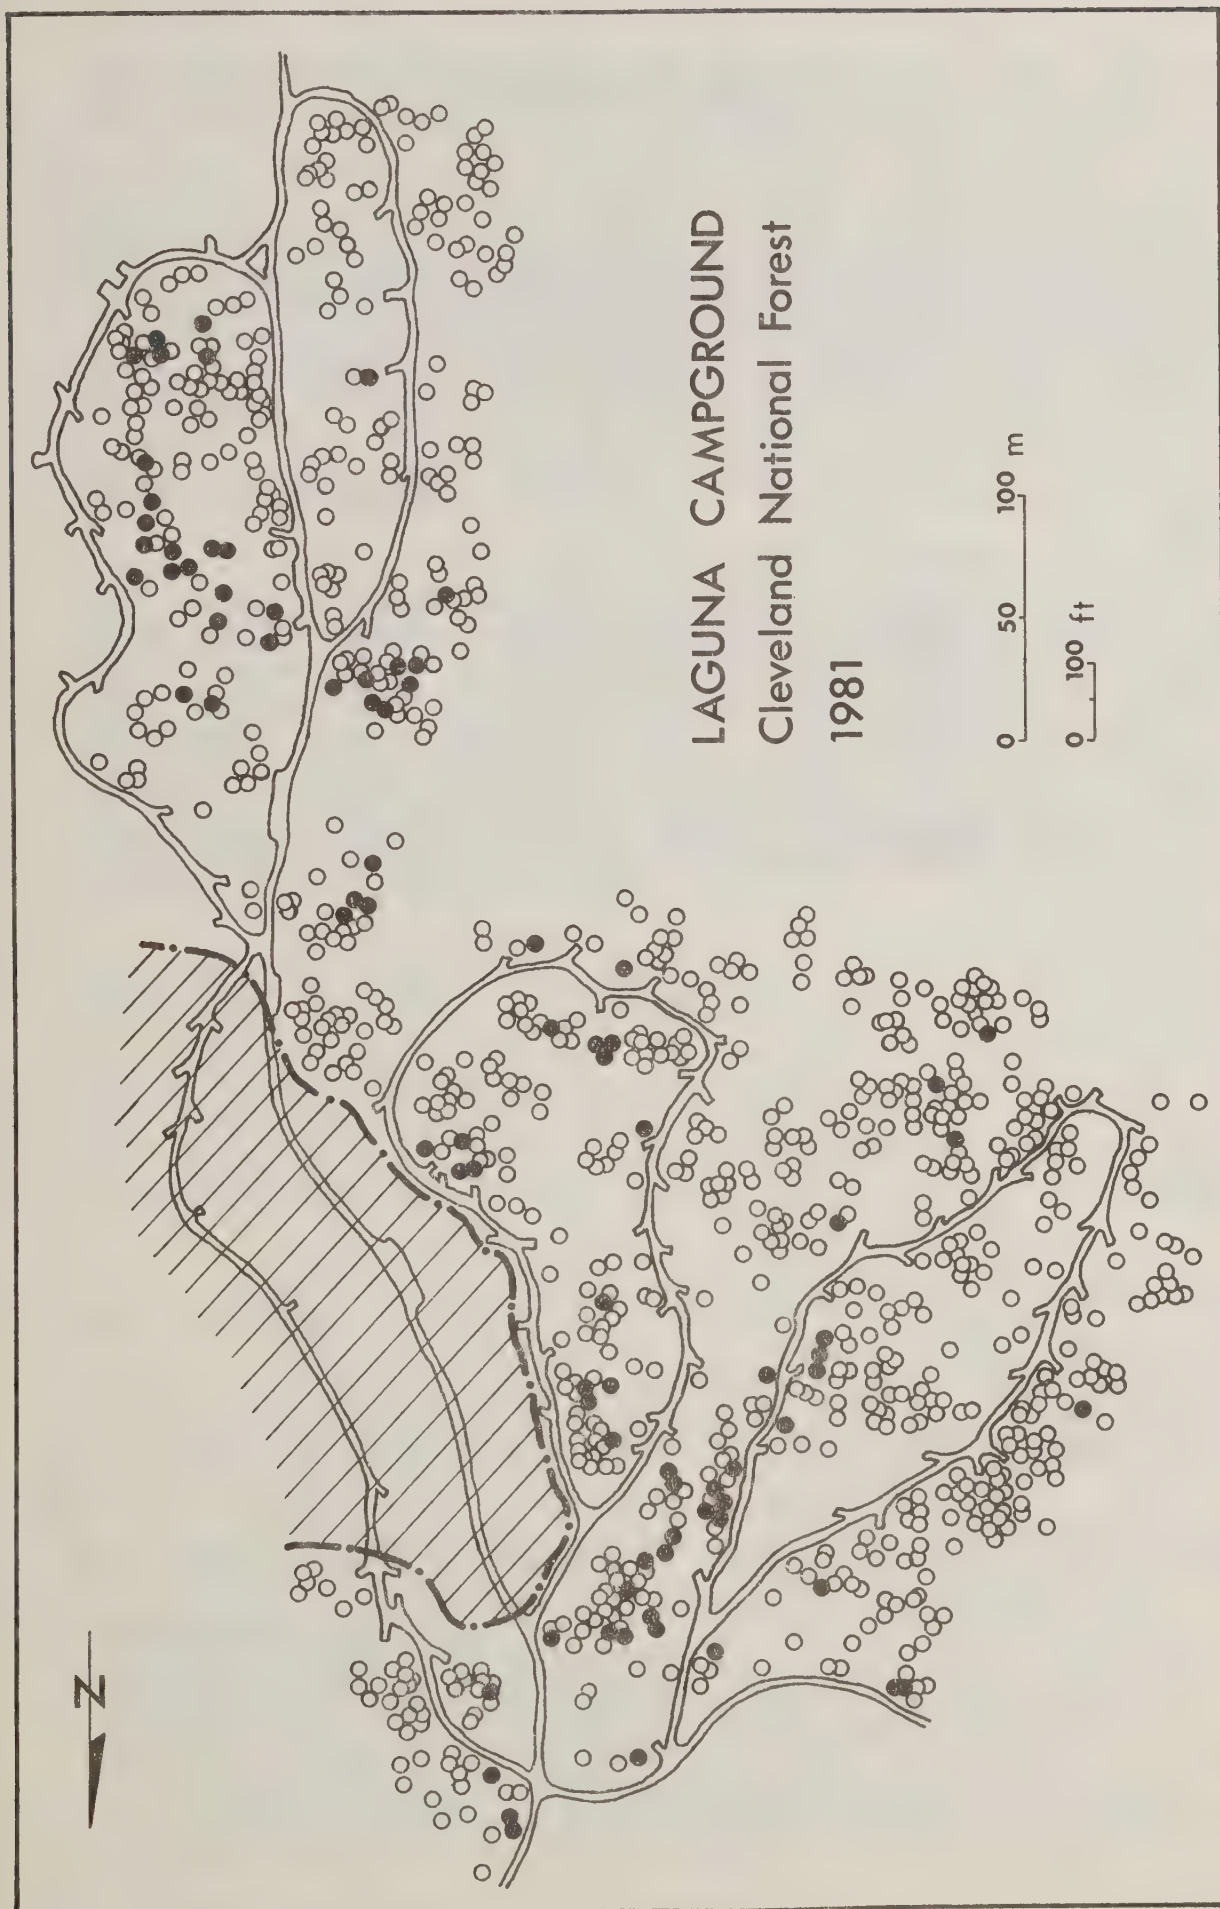 LAGUNA CAMPGROUND
Cleveland National Forest
1981
0 50 100 m
0 100 ft
N